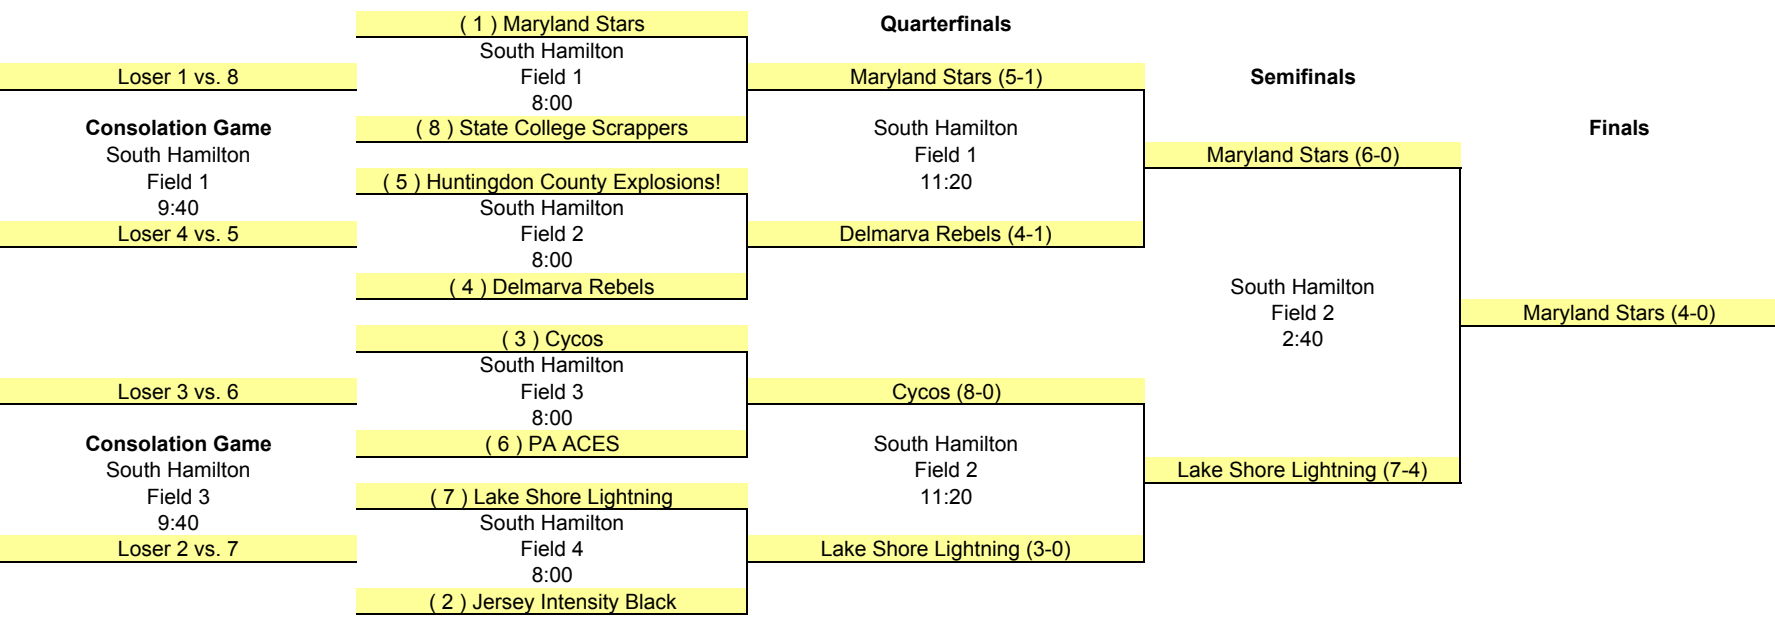 ( 1 ) Maryland Stars
Quarterfinals
South Hamilton
Loser 1 vs. 8
Field 1
Maryland Stars (5-1)
Semifinals
8:00
Consolation Game
( 8 ) State College Scrappers
South Hamilton
Finals
South Hamilton
Field 1
Maryland Stars (6-0)
Field 1
( 5 ) Huntingdon County Explosions!
11:20
9:40
South Hamilton
Loser 4 vs. 5
Field 2
Delmarva Rebels (4-1)
8:00
( 4 ) Delmarva Rebels
South Hamilton
Field 2
Maryland Stars (4-0)
( 3 ) Cycos
2:40
South Hamilton
Loser 3 vs. 6
Field 3
Cycos (8-0)
8:00
Consolation Game
( 6 ) PA ACES
South Hamilton
South Hamilton
Field 2
Lake Shore Lightning (7-4)
Field 3
( 7 ) Lake Shore Lightning
11:20
9:40
South Hamilton
Loser 2 vs. 7
Field 4
Lake Shore Lightning (3-0)
8:00
( 2 ) Jersey Intensity Black